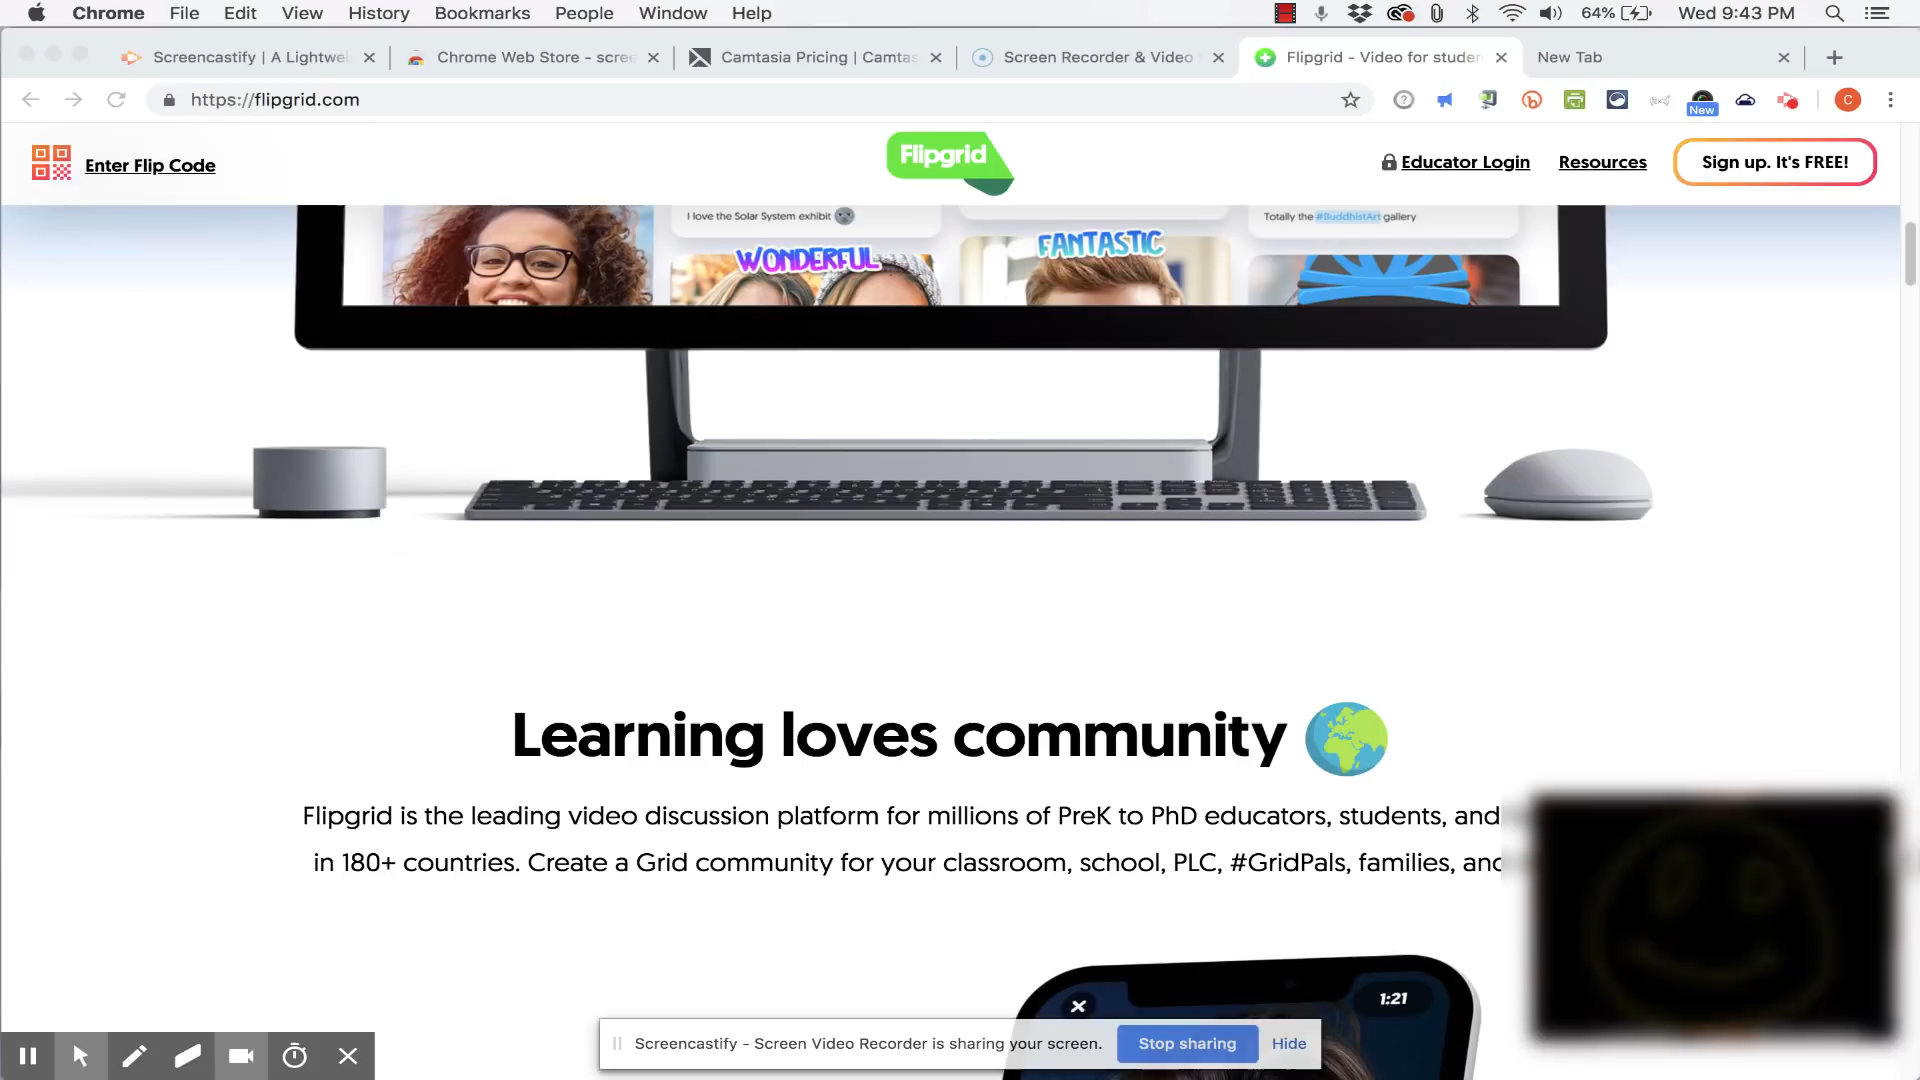 Chrome File Edit View History Bookmarks People Window Help 64% Wed 9:43 PM
Screencastify | A Lightwei Chrome Web Store - scree Camtasia Pricing | Camtas Screen Recorder & Video Flipgrid - Video for studen New Tab
https://flipgrid.com
New
C
Enter Flip Code Flipgrid Educator Login Resources Sign up. It's FREE!
I love the Solar System exhibit Totally the #BuddhistArt gallery
WONDERFUL FANTASTIC
Learning loves community
Flipgrid is the leading video discussion platform for millions of PreK to PhD educators, students, and
in 180+ countries. Create a Grid community for your classroom, school, PLC, #GridPals, families, and
1:21
Screencastify - Screen Video Recorder is sharing your screen. Stop sharing Hide